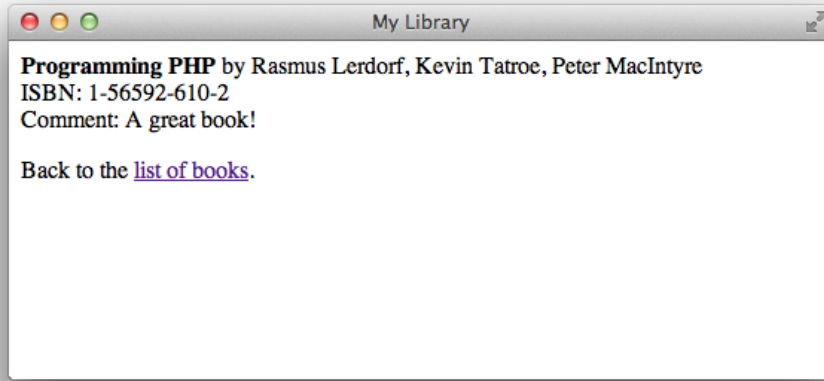 My Library
Programming PHP by Rasmus Lerdorf, Kevin Tatroe, Peter MacIntyre
ISBN: 1-56592-610-2
Comment: A great book!
Back to the list of books.